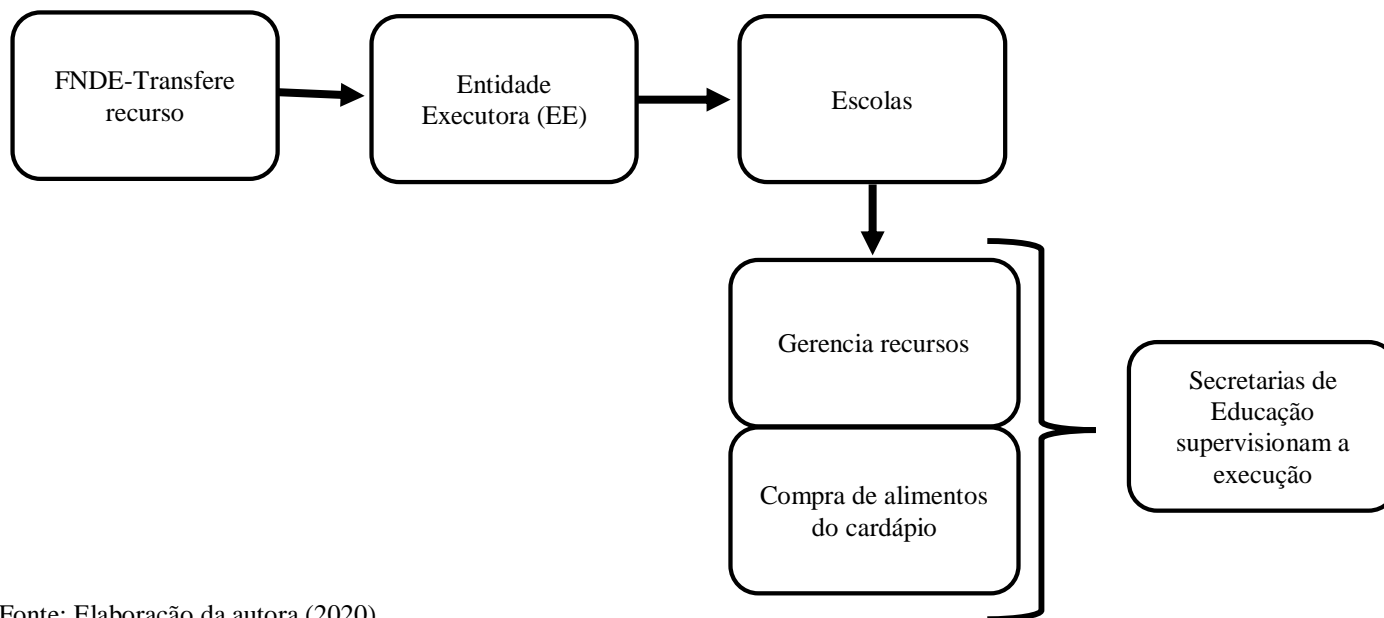 FNDE-Transfere
recurso
Entidade
Executora (EE)
Escolas
Gerencia recursos
Compra de alimentos
do cardápio
Secretarias de
Educação
supervisionam a
execução
Fonte: Elaboração da autora (2020)